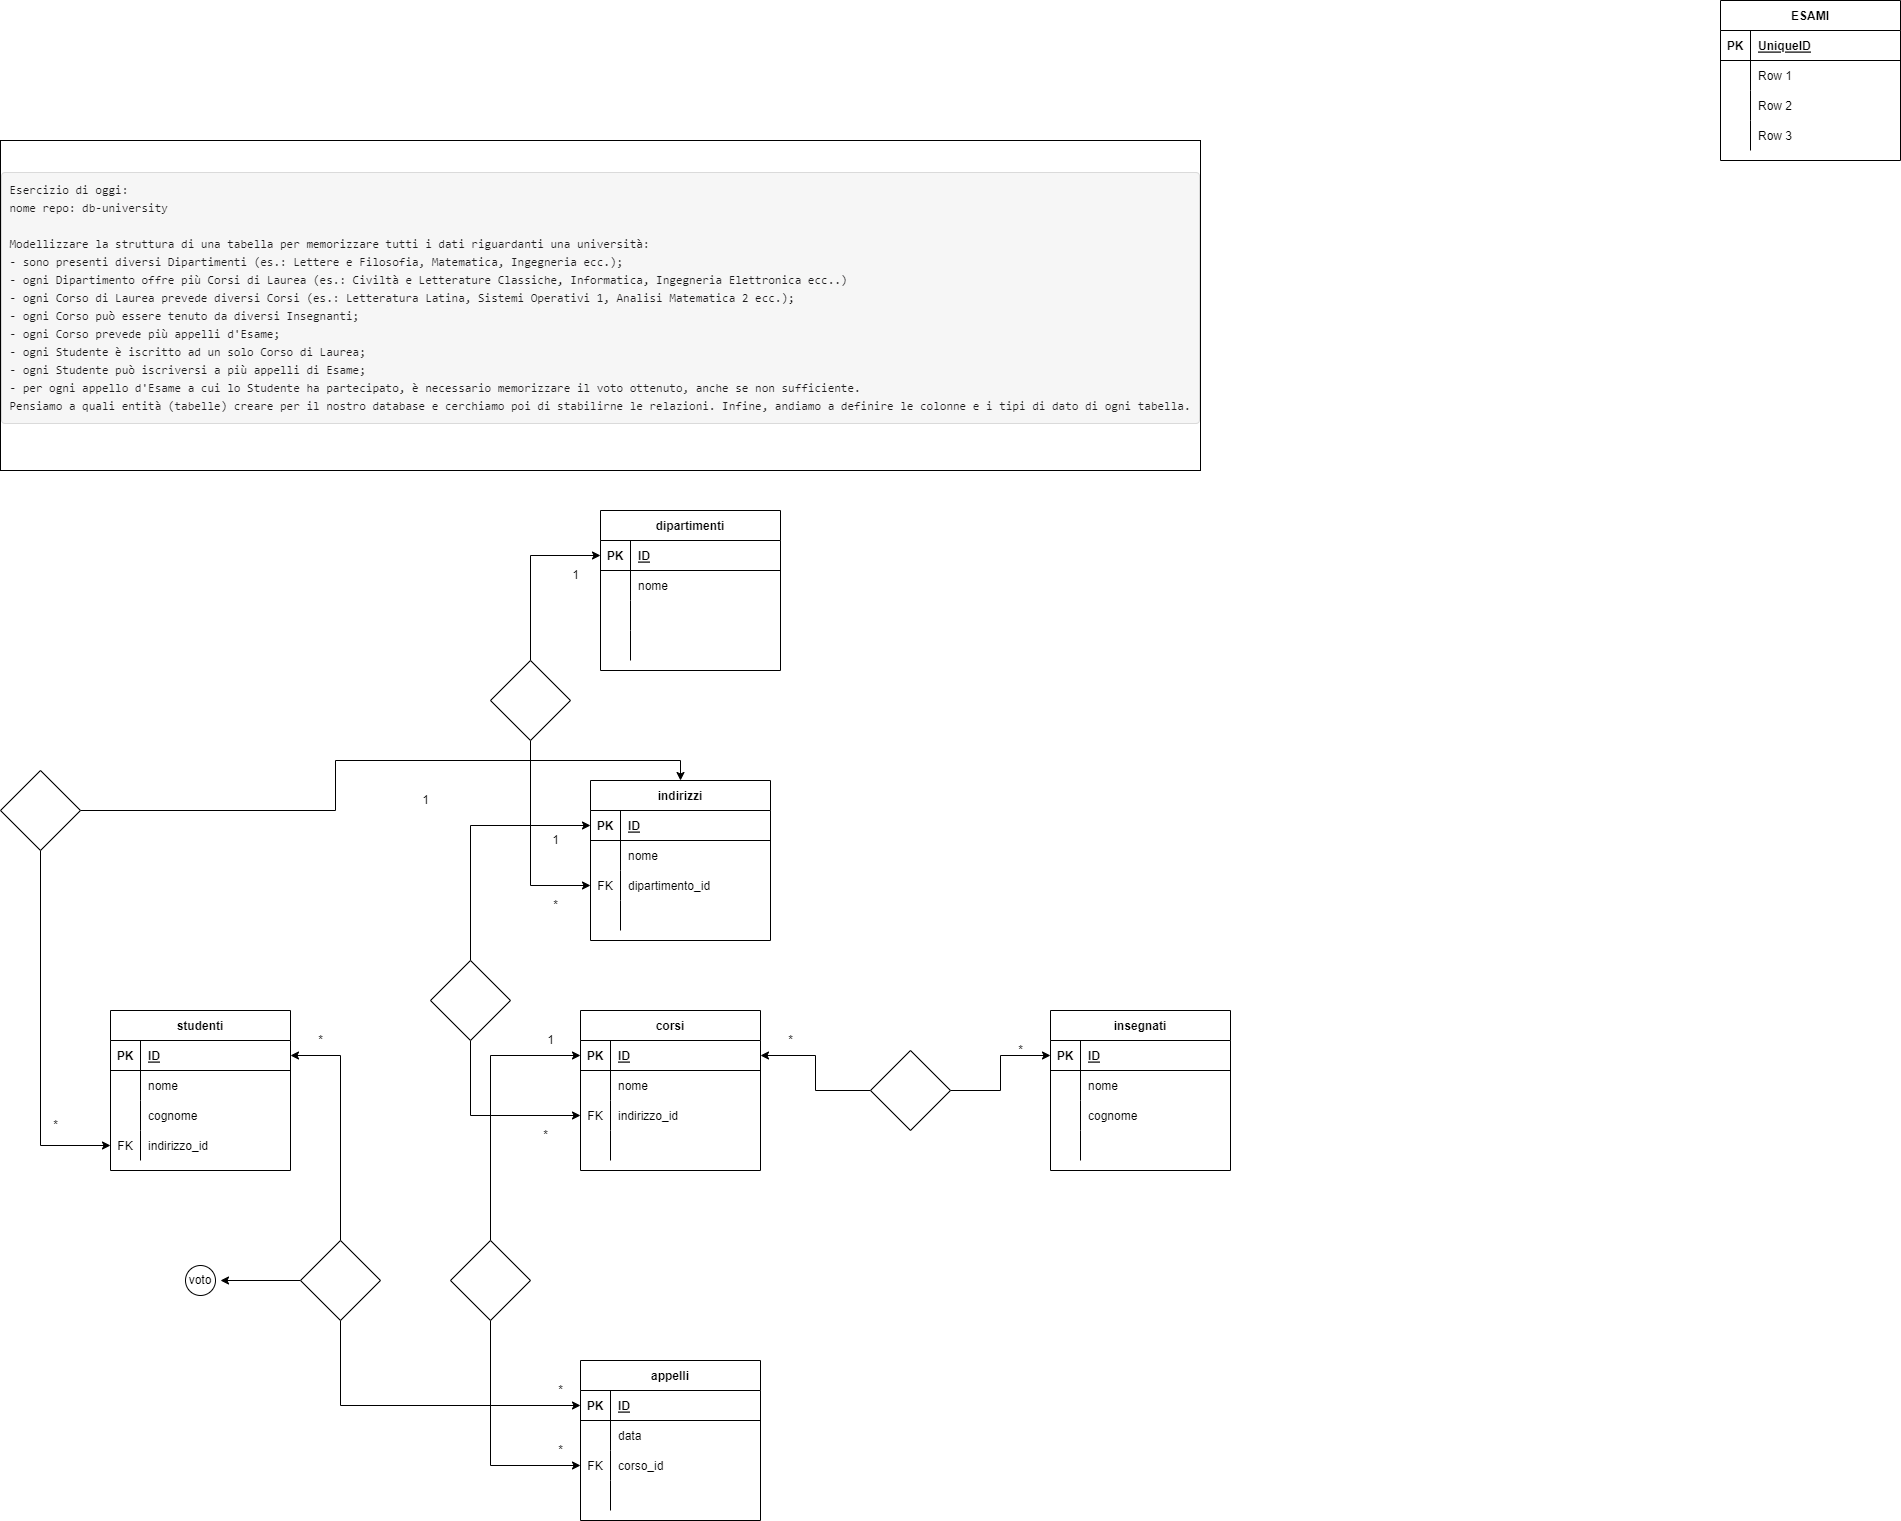 ESAMI
PK UniqueID
Row 1
Row 2
Row 3
Esercizio di oggi:
nome repo: db-university
Modellizzare la struttura di una tabella per memorizzare tutti i dati riguardanti una università:
- sono presenti diversi Dipartimenti (es.: Lettere e Filosofia, Matematica, Ingegneria ecc.);
- ogni Dipartimento offre più Corsi di Laurea (es.: Civiltà e Letterature Classiche, Informatica, Ingegneria Elettronica ecc..)
- ogni Corso di Laurea prevede diversi Corsi (es.: Letteratura Latina, Sistemi Operativi 1, Analisi Matematica 2 ecc.);
- ogni Corso può essere tenuto da diversi Insegnanti;
- ogni Corso prevede più appelli d'Esame;
- ogni Studente è iscritto ad un solo Corso di Laurea;
- ogni Studente può iscriversi a più appelli di Esame;
- per ogni appello d'Esame a cui lo Studente ha partecipato, è necessario memorizzare il voto ottenuto, anche se non sufficiente.
Pensiamo a quali entità (tabelle) creare per il nostro database e cerchiamo poi di stabilirne le relazioni. Infine, andiamo a definire le colonne e i tipi di dato di ogni tabella.
dipartimenti
PK ID
1
nome
indirizzi
1
PK ID
1
nome
FK dipartimento_id
*
studenti
PK ID
*
nome
cognome
*
FK indirizzo_id
corsi
1
PK ID
*
nome
FK indirizzo_id
*
insegnati
*
PK ID
nome
cognome
voto
appelli
*
PK ID
data
*
FK corso_id